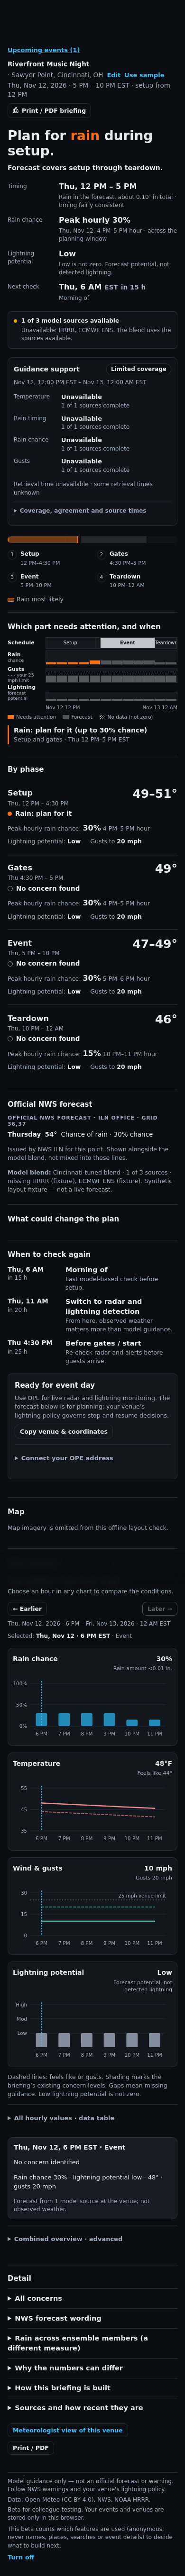 Upcoming events (1)
Riverfront Music Night
· Sawyer Point, Cincinnati, OH Edit Use sample
Thu, Nov 12, 2026 · 5 PM – 10 PM EST · setup from
12 PM
Print / PDF briefing
Plan for rain during
setup.
Forecast covers setup through teardown.
Timing
Thu, 12 PM – 5 PM
Rain in the forecast, about 0.10″ in total ·
timing fairly consistent
Rain chance
Peak hourly 30%
Thu, Nov 12, 4 PM–5 PM hour · across the
planning window
Lightning
potential
Low
Low is not zero. Forecast potential, not
detected lightning.
Next check
Thu, 6 AM EST in 15 h
Morning of
1 of 3 model sources available
Unavailable: HRRR, ECMWF ENS. The blend uses the
sources available.
Guidance support
Limited coverage
Nov 12, 12:00 PM EST – Nov 13, 12:00 AM EST
Temperature
Unavailable
1 of 1 sources complete
Rain timing
Unavailable
1 of 1 sources complete
Rain chance
Unavailable
1 of 1 sources complete
Gusts
Unavailable
1 of 1 sources complete
Retrieval time unavailable · some retrieval times
unknown
▸ Coverage, agreement and source times
1 Setup
12 PM–4:30 PM
2 Gates
4:30 PM–5 PM
3 Event
5 PM–10 PM
4 Teardown
10 PM–12 AM
Rain most likely
Which part needs attention, and when
Schedule
Setup
Event
Teardown
Rain
chance
Gusts
- - - your 25
mph limit
Lightning
forecast
potential
Nov 12 12 PM
Nov 13 12 AM
Needs attention
Forecast
No data (not zero)
Rain: plan for it (up to 30% chance)
Setup and gates · Thu 12 PM–5 PM EST
By phase
Setup
49–51°
Thu, 12 PM – 4:30 PM
Rain: plan for it
Peak hourly rain chance: 30% 4 PM–5 PM hour
Lightning potential: Low Gusts to 20 mph
Gates
49°
Thu 4:30 PM – 5 PM
No concern found
Peak hourly rain chance: 30% 4 PM–5 PM hour
Lightning potential: Low Gusts to 20 mph
Event
47–49°
Thu, 5 PM – 10 PM
No concern found
Peak hourly rain chance: 30% 5 PM–6 PM hour
Lightning potential: Low Gusts to 20 mph
Teardown
46°
Thu, 10 PM – 12 AM
No concern found
Peak hourly rain chance: 15% 10 PM–11 PM hour
Lightning potential: Low Gusts to 20 mph
Official NWS forecast
OFFICIAL NWS FORECAST · ILN OFFICE · GRID
36,37
Thursday 54° Chance of rain · 30% chance
Issued by NWS ILN for this point. Shown alongside the
model blend, not mixed into these lines.
Model blend: Cincinnati-tuned blend · 1 of 3 sources ·
missing HRRR (fixture), ECMWF ENS (fixture). Synthetic
layout fixture — not a live forecast.
What could change the plan
When to check again
Thu, 6 AM
in 15 h
Morning of
Last model-based check before
setup.
Thu, 11 AM
in 20 h
Switch to radar and
lightning detection
From here, observed weather
matters more than model guidance.
Thu 4:30 PM
in 25 h
Before gates / start
Re-check radar and alerts before
guests arrive.
Ready for event day
Use OPE for live radar and lightning monitoring. The
forecast below is for planning; your venue’s
lightning policy governs stop and resume decisions.
Copy venue & coordinates
▸ Connect your OPE address
Map
Map imagery is omitted from this offline layout check.
Choose an hour in any chart to compare the conditions.
← Earlier
Later →
Thu, Nov 12, 2026 · 6 PM – Fri, Nov 13, 2026 · 12 AM EST
Selected: Thu, Nov 12 · 6 PM EST · Event
Rain chance
30%
Rain amount <0.01 in.
100%
50%
0%
6 PM 7 PM 8 PM 9 PM 10 PM 11 PM
Temperature
48°F
Feels like 44°
55
45
35
6 PM 7 PM 8 PM 9 PM 10 PM 11 PM
Wind & gusts
10 mph
Gusts 20 mph
30
25 mph venue limit
15
0
6 PM 7 PM 8 PM 9 PM 10 PM 11 PM
Lightning potential
Low
Forecast potential, not
detected lightning
High
Mod
Low
6 PM 7 PM 8 PM 9 PM 10 PM 11 PM
Dashed lines: feels like or gusts. Shading marks the
briefing’s existing concern levels. Gaps mean missing
guidance. Low lightning potential is not zero.
▸ All hourly values · data table
Thu, Nov 12, 6 PM EST · Event
No concern identified
Rain chance 30% · lightning potential low · 48° ·
gusts 20 mph
Forecast from 1 model source at the venue; not
observed weather.
▸ Combined overview · advanced
Detail
▸ All concerns
▸ NWS forecast wording
▸ Rain across ensemble members (a
different measure)
▸ Why the numbers can differ
▸ How this briefing is built
▸ Sources and how recent they are
Meteorologist view of this venue
Print / PDF
Model guidance only — not an official forecast or warning.
Follow NWS warnings and your venue's lightning policy.
Data: Open-Meteo (CC BY 4.0), NWS, NOAA HRRR.
Beta for colleague testing. Your events and venues are
stored only in this browser.
This beta counts which features are used (anonymous;
never names, places, searches or event details) to decide
what to build next.
Turn off